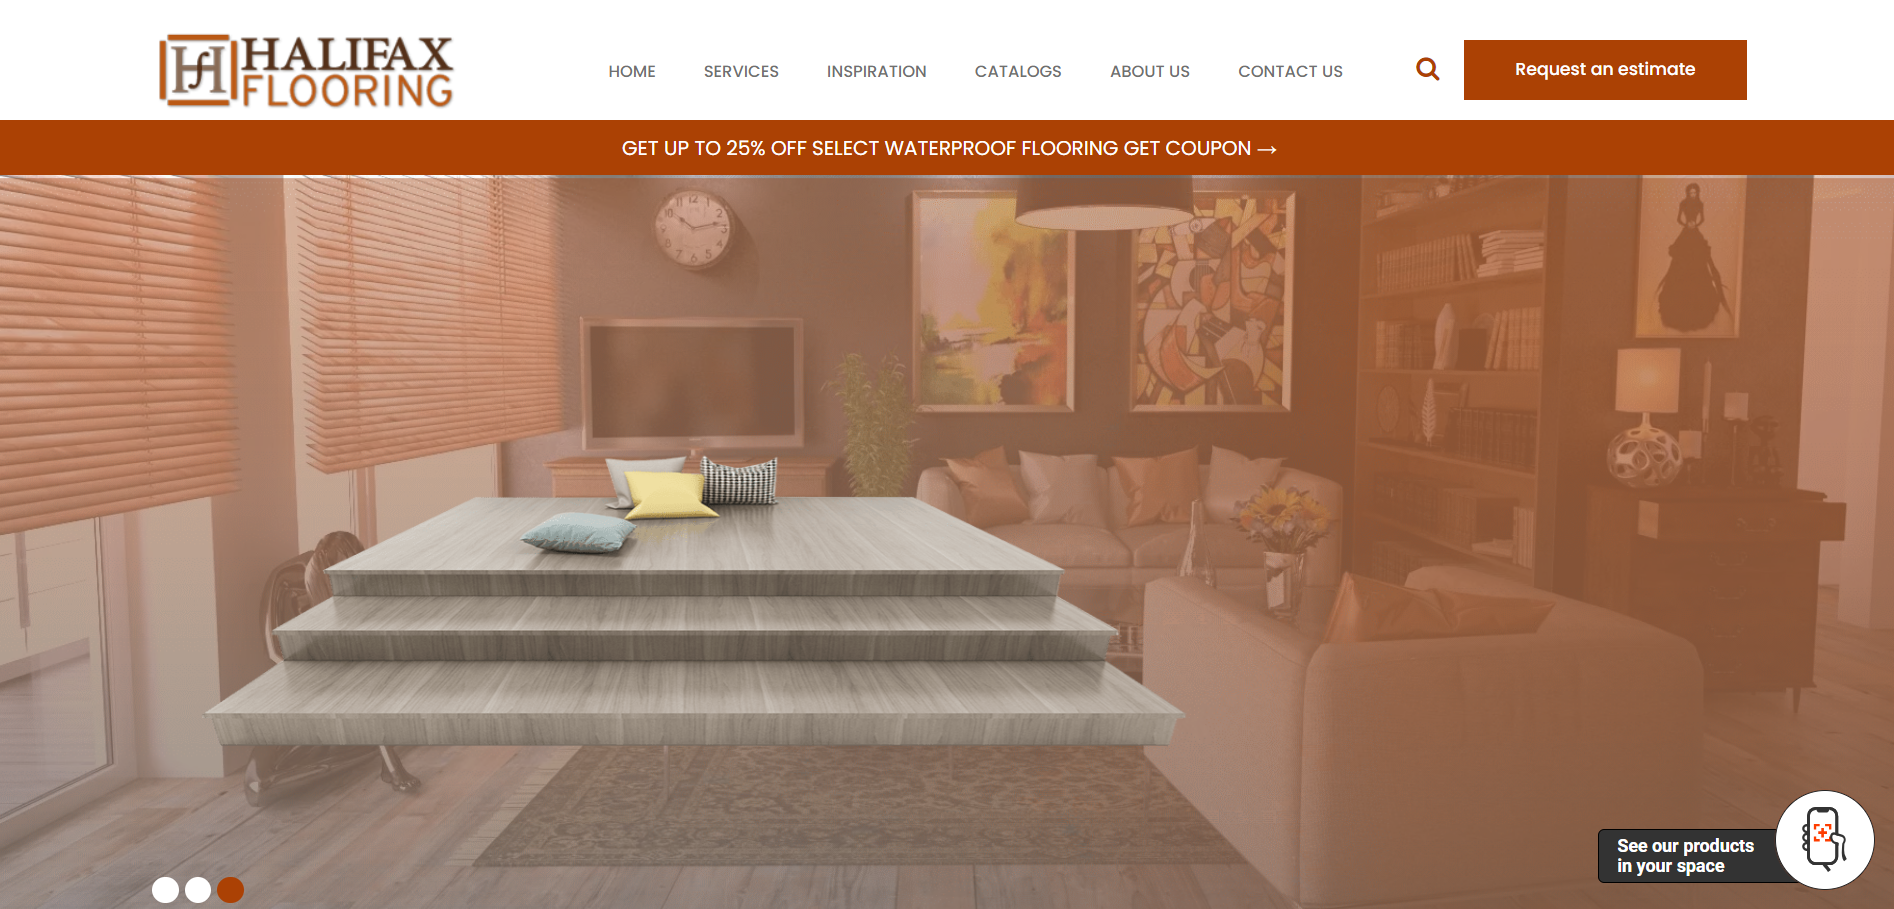 HALIFAX
FLOORING
HOME
SERVICES
INSPIRATION
CATALOGS
ABOUT US
CONTACT US
Request an estimate
GET UP TO 25% OFF SELECT WATERPROOF FLOORING GET COUPON →
See our products
in your space